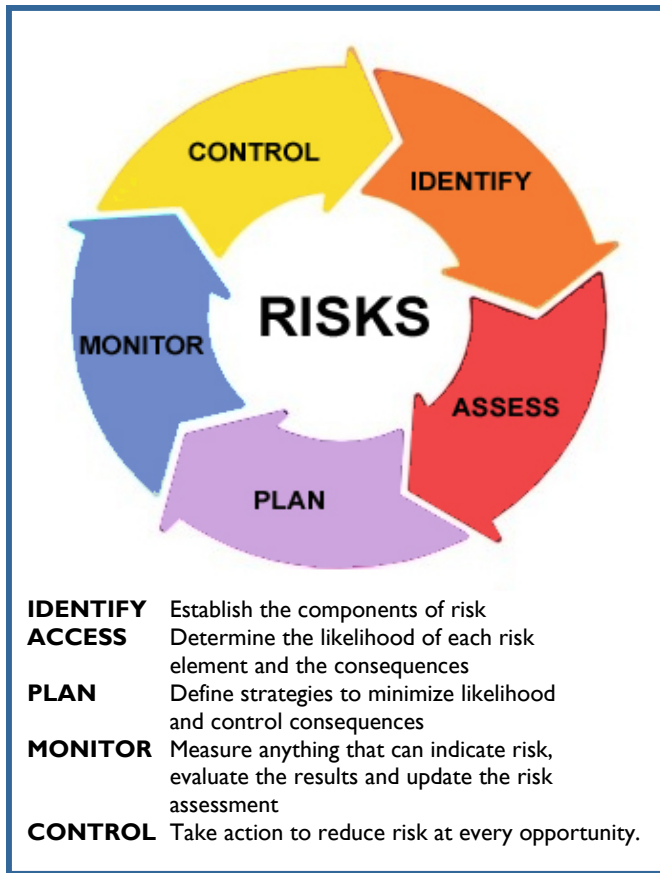 CONTROL
IDENTIFY
RISKS
MONITOR
ASSESS
PLAN
IDENTIFY Establish the components of risk
ACCESS Determine the likelihood of each risk
element and the consequences
PLAN Define strategies to minimize likelihood
and control consequences
MONITOR Measure anything that can indicate risk,
evaluate the results and update the risk
assessment
CONTROL Take action to reduce risk at every opportunity.